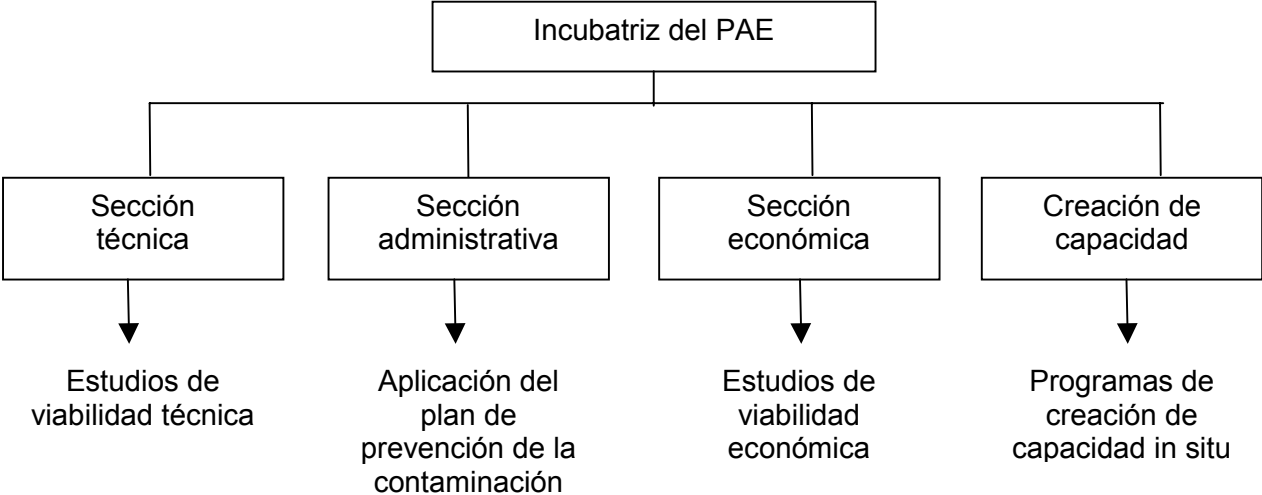 Incubatriz del PAE
Sección
técnica
Sección
administrativa
Sección
económica
Creación de
capacidad
Estudios de
viabilidad técnica
Aplicación del
plan de
prevención de la
contaminación
Estudios de
viabilidad
económica
Programas de
creación de
capacidad in situ